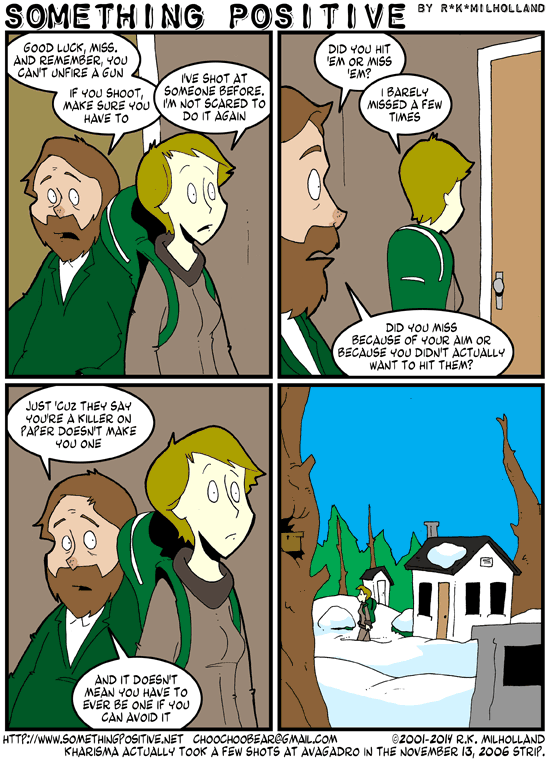 SOMETHING POSITIVE BY R*K*MILHOLLAND
GOOD LUCK, MISS.
AND REMEMBER, YOU
CAN'T UNFIRE A GUN
IF YOU SHOOT,
MAKE SURE YOU
HAVE TO
I'VE SHOT AT
SOMEONE BEFORE.
I'M NOT SCARED TO
DO IT AGAIN
DID YOU HIT
'EM OR MISS
'EM?
I BARELY
MISSED A FEW
TIMES
DID YOU MISS
BECAUSE OF YOUR AIM OR
BECAUSE YOU DIDN'T ACTUALLY
WANT TO HIT THEM?
JUST 'CUZ THEY SAY
YOU'RE A KILLER ON
PAPER DOESN'T MAKE
YOU ONE
AND IT DOESN'T
MEAN YOU HAVE TO
EVER BE ONE IF YOU
CAN AVOID IT
HTTP://WWW.SOMETHINGPOSITIVE.NET CHOOCHOOBEAR@GMAIL.COM ©2001-2014 R.K. MILHOLLAND
KHARISMA ACTUALLY TOOK A FEW SHOTS AT AVAGADRO IN THE NOVEMBER 13, 2006 STRIP.